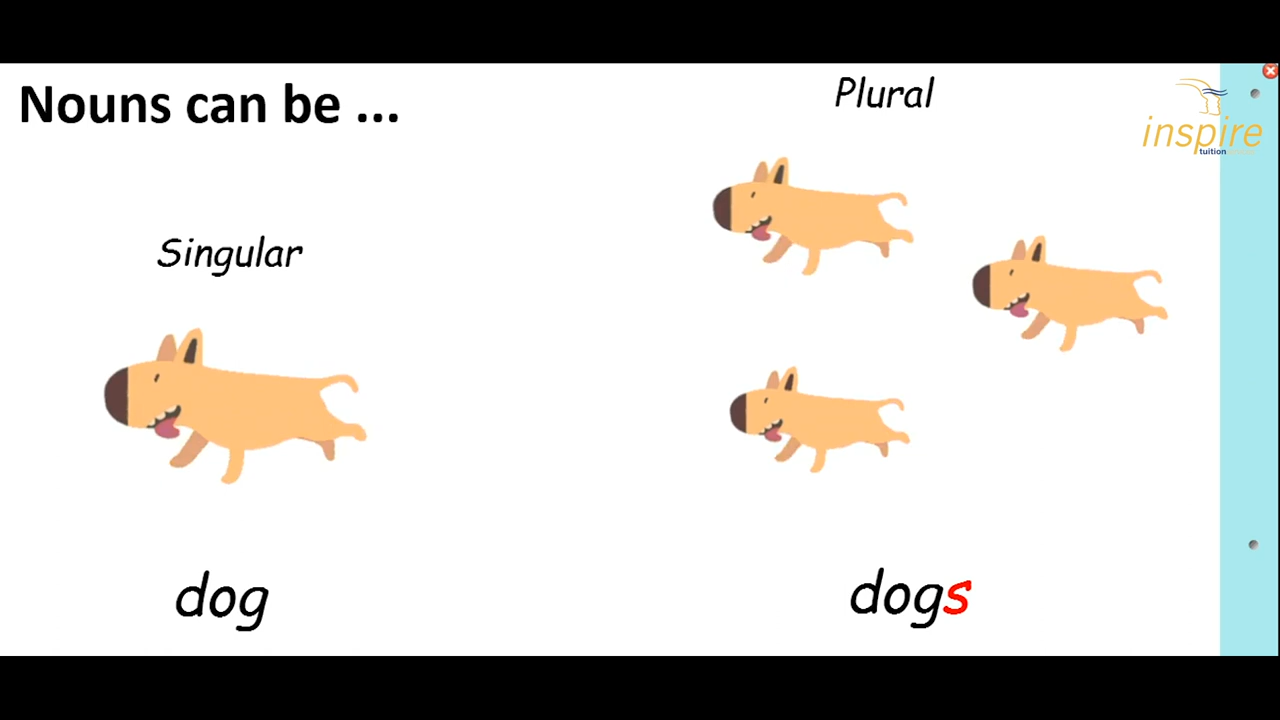 Nouns can be ...
Plural
inspire
tuition
Singular
dog
dogs